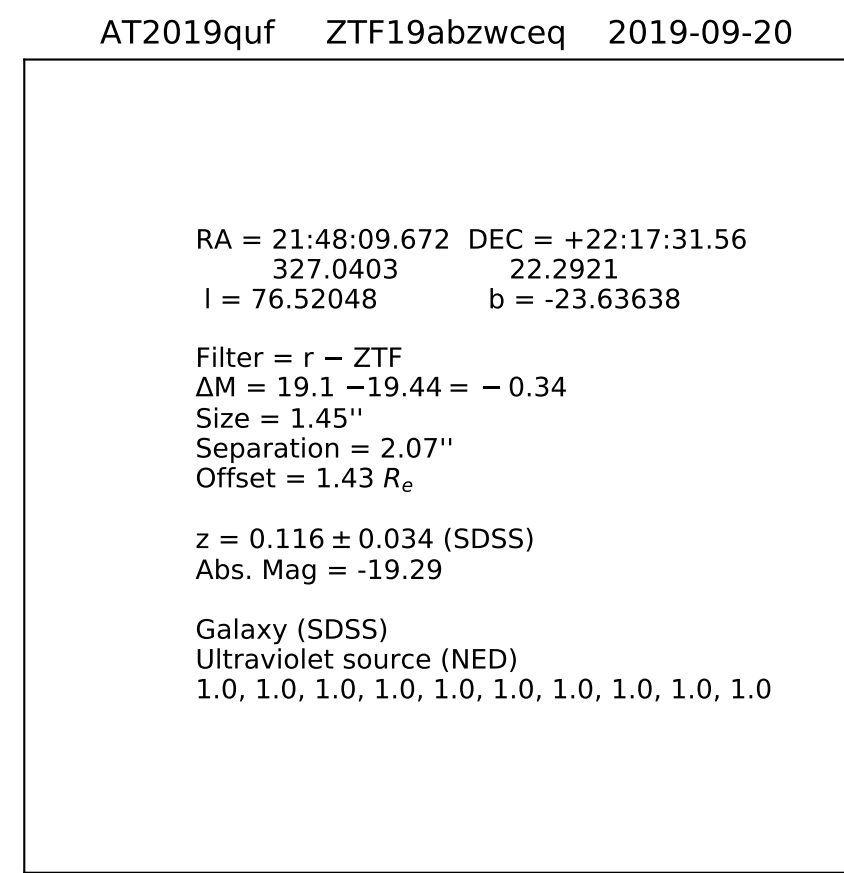 AT2019quf ZTF19abzwceq 2019-09-20
RA = 21:48:09.672 DEC = +22:17:31.56
327.0403 22.2921
l = 76.52048 b = -23.63638
Filter = r − ZTF
ΔM = 19.1 −19.44 = − 0.34
Size = 1.45''
Separation = 2.07''
Offset = 1.43 Rₑ
z = 0.116 ± 0.034 (SDSS)
Abs. Mag = -19.29
Galaxy (SDSS)
Ultraviolet source (NED)
1.0, 1.0, 1.0, 1.0, 1.0, 1.0, 1.0, 1.0, 1.0, 1.0